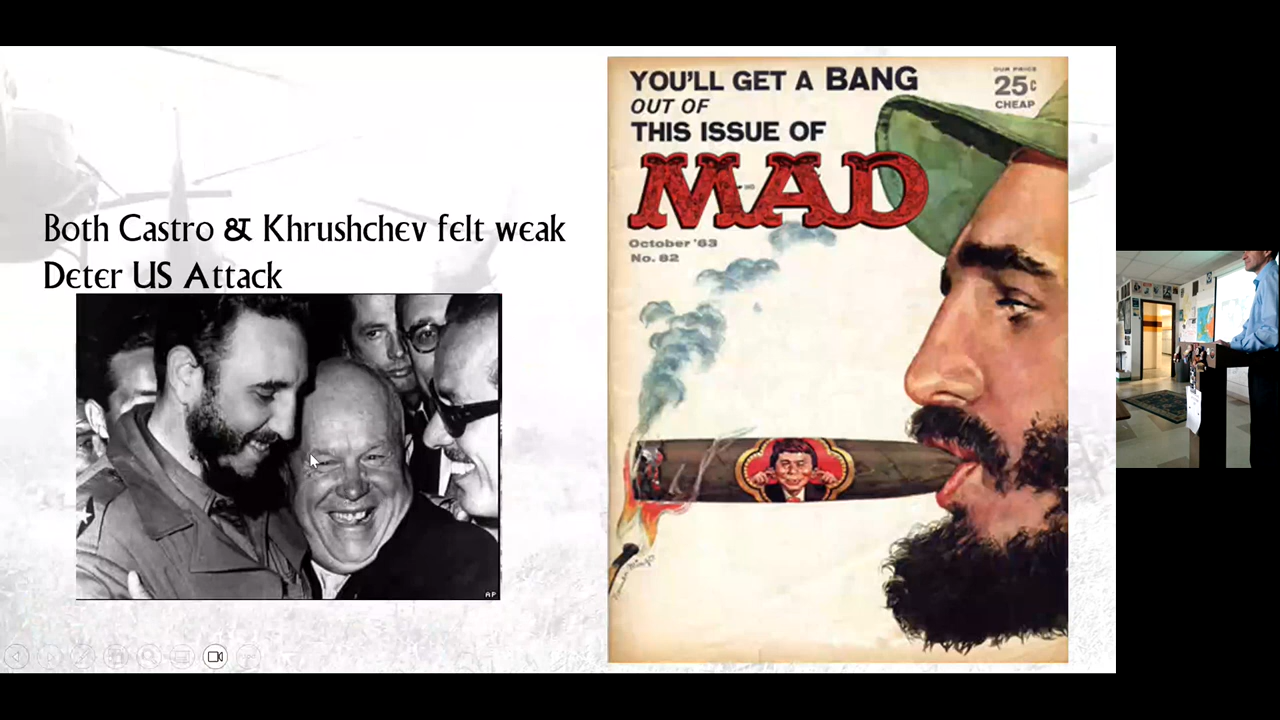 Both Castro & Khrushchev felt weak
Deter US Attack
AP
YOU'LL GET A BANG
OUT OF
THIS ISSUE OF
MAD
October '63
No. 82
OUR PRICE
25¢
CHEAP